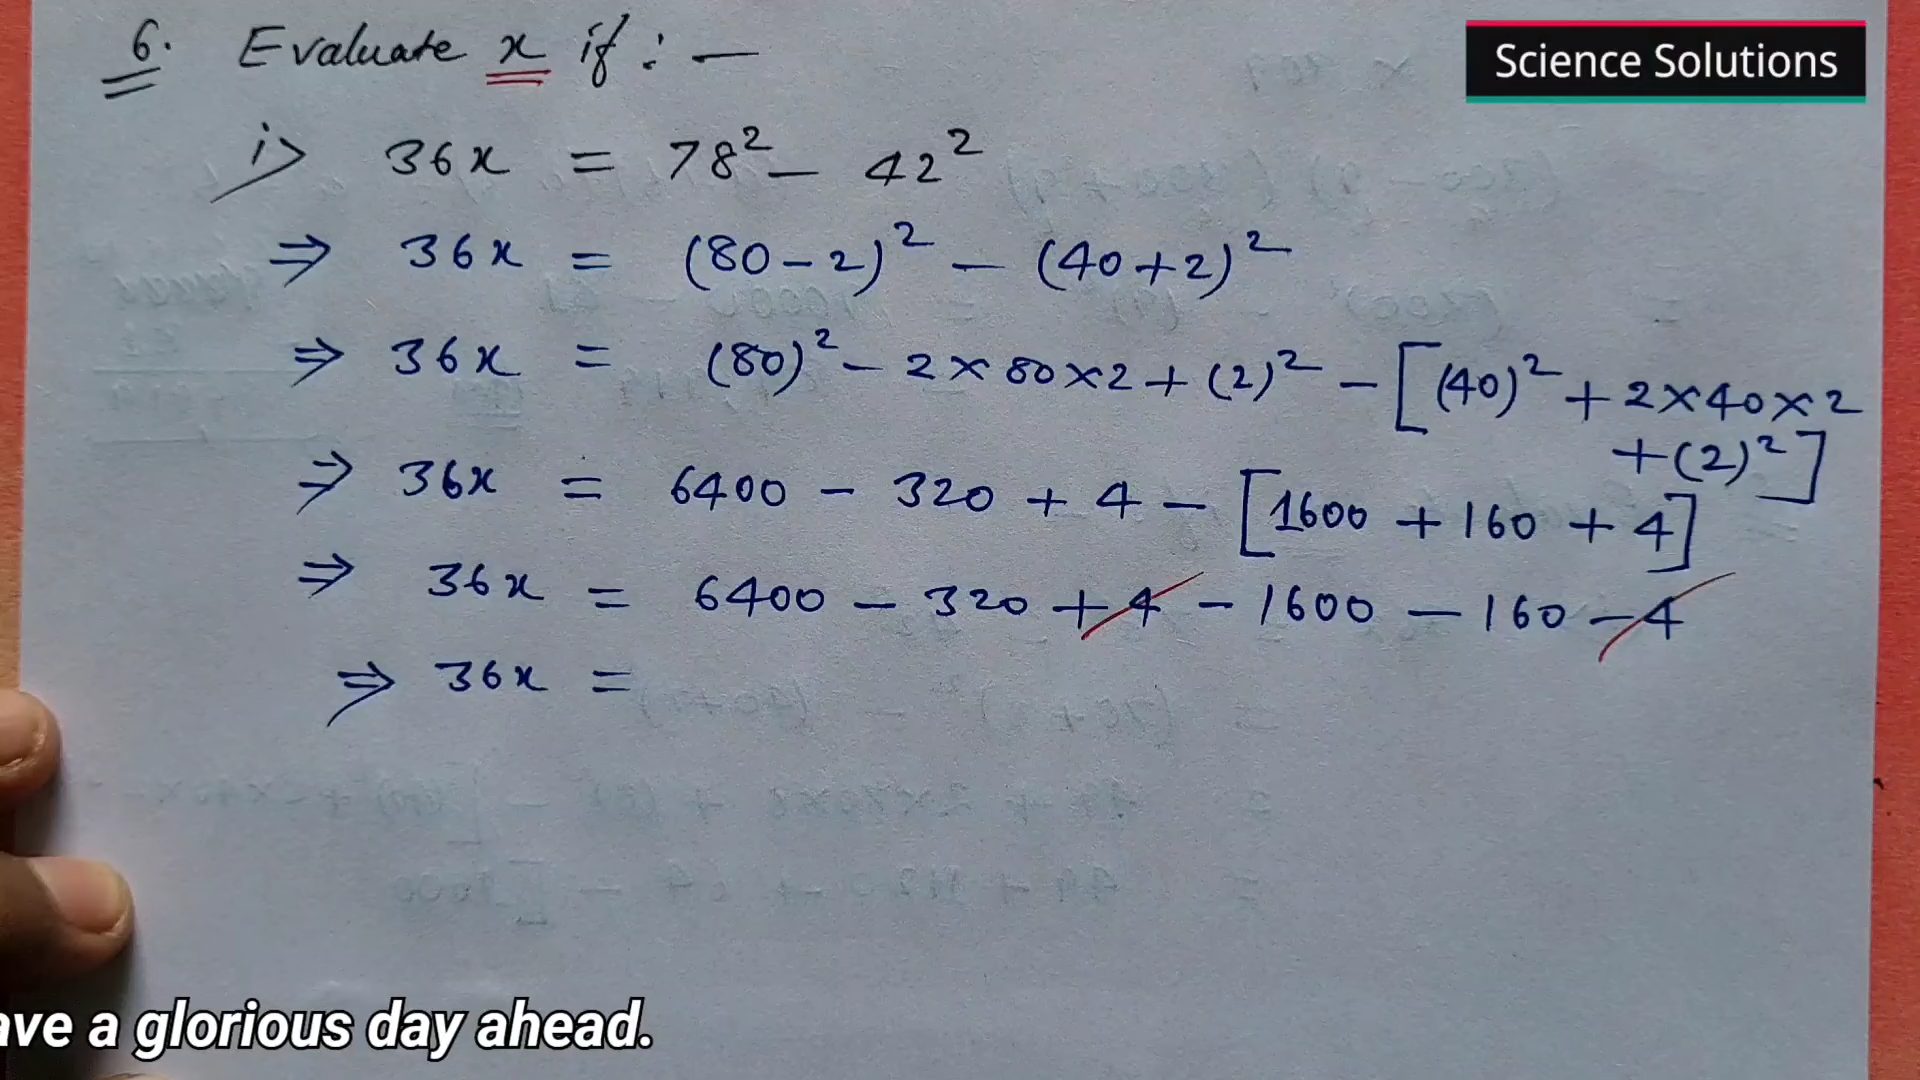 6. Evaluate x if : —
Science Solutions
i> 36x = 78² - 42²
⇒ 36x = (80-2)² - (40+2)²
⇒ 36x = (80)² - 2×80×2 + (2)² - [(40)² + 2×40×2
+(2)²]
⇒ 36x = 6400 - 320 + 4 - [1600 + 160 + 4]
⇒ 36x = 6400 - 320 + 4 - 1600 - 160 - 4
⇒ 36x =
ave a glorious day ahead.